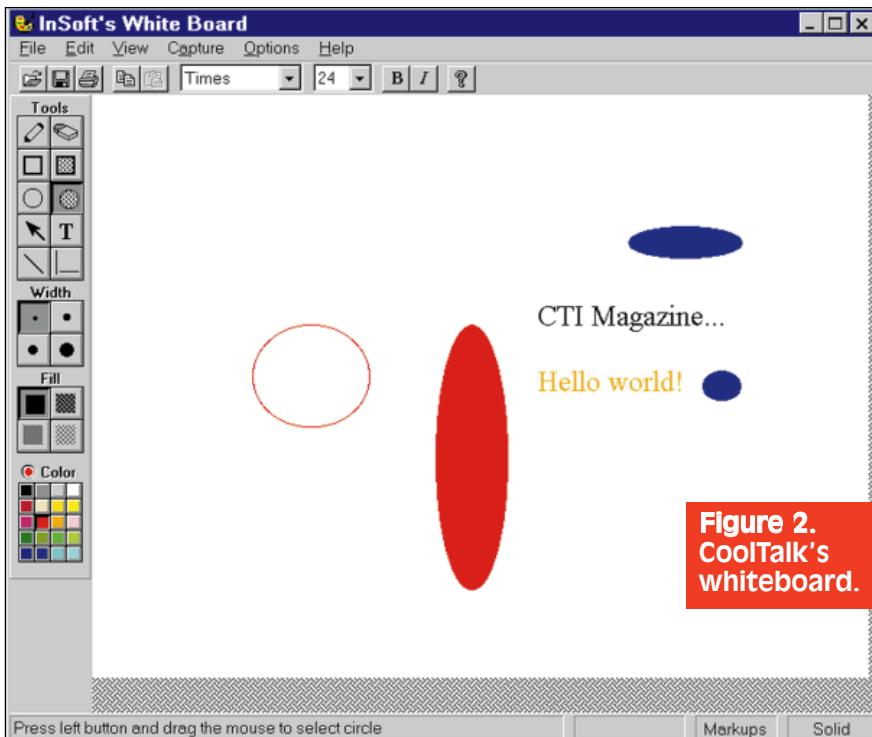 InSoft's White Board
File Edit View Capture Options Help
Times 24 B I ?
Tools
T
Width
Fill
Color
CTI Magazine...
Hello world!
Figure 2.
CoolTalk's
whiteboard.
Press left button and drag the mouse to select circle Markups Solid